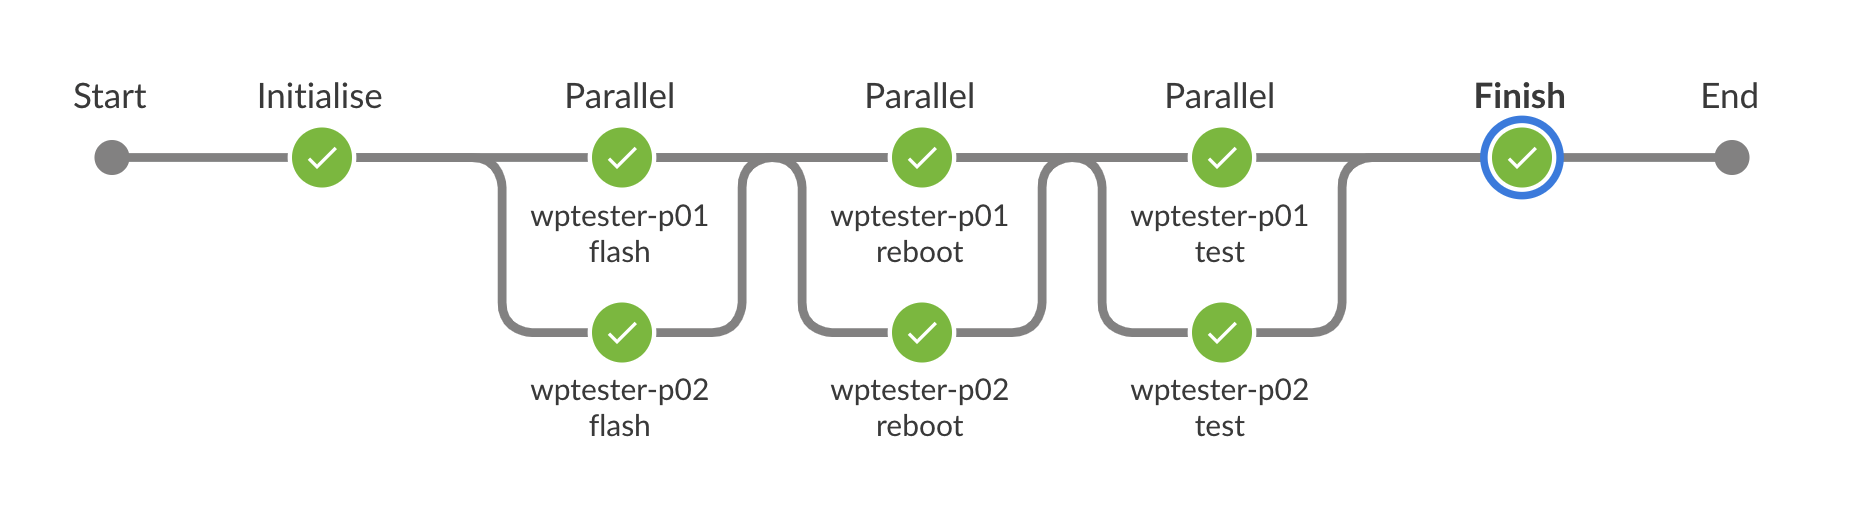 Start
Initialise
Parallel
Parallel
Parallel
Finish
End
wptester-p01
flash
wptester-p01
reboot
wptester-p01
test
wptester-p02
flash
wptester-p02
reboot
wptester-p02
test